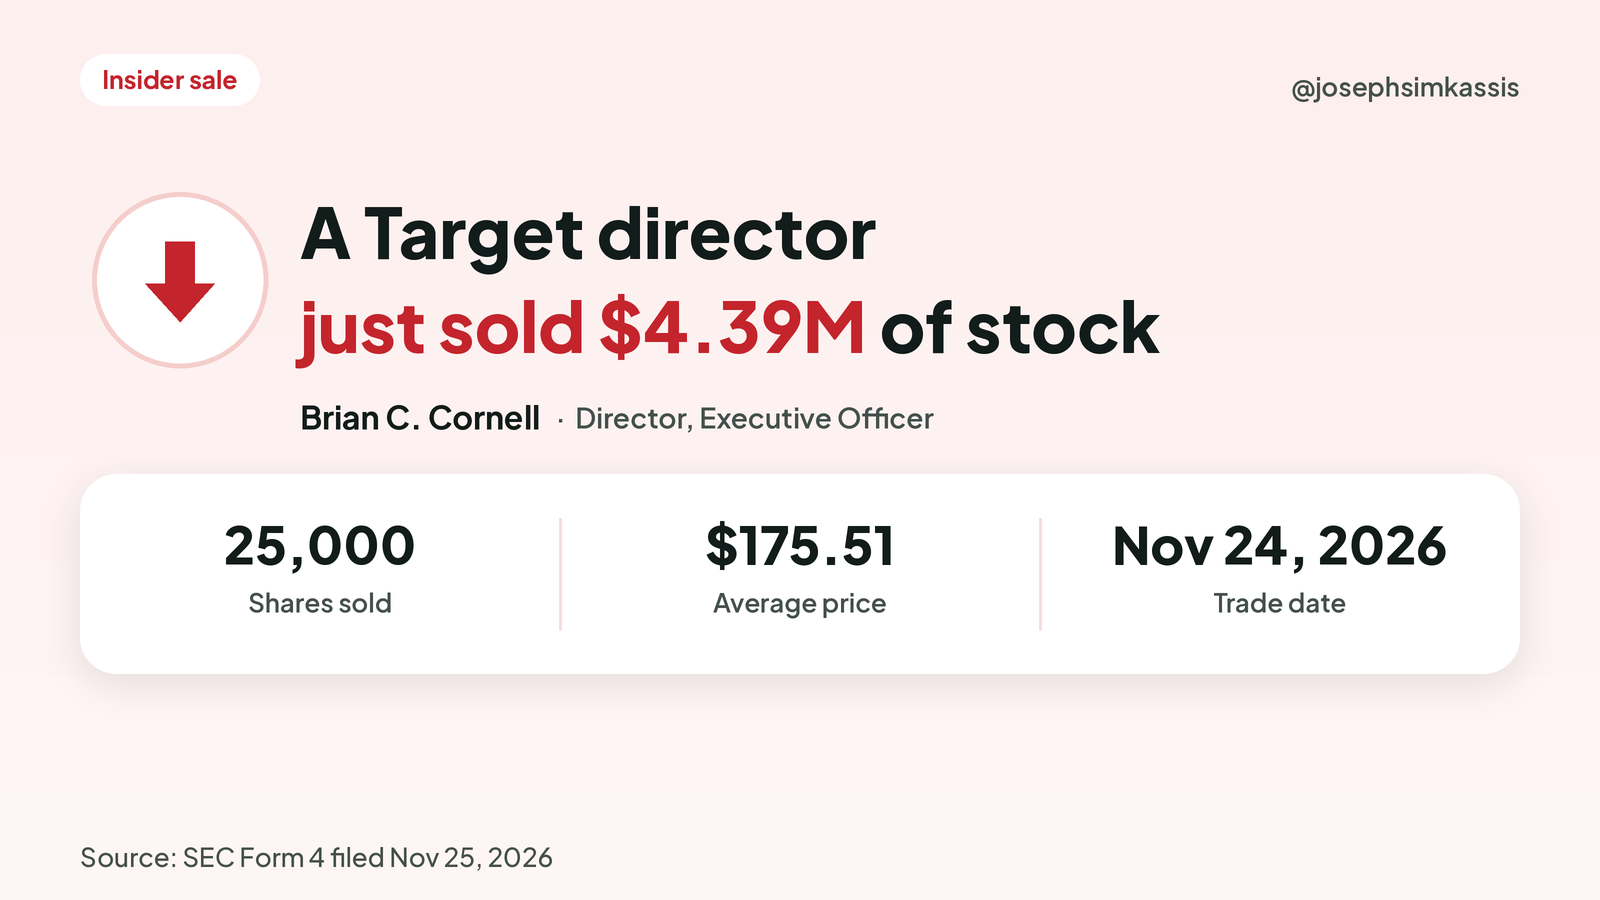 Insider sale
@josephsimkassis
A Target director
just sold $4.39M of stock
Brian C. Cornell · Director, Executive Officer
25,000
Shares sold
$175.51
Average price
Nov 24, 2026
Trade date
Source: SEC Form 4 filed Nov 25, 2026